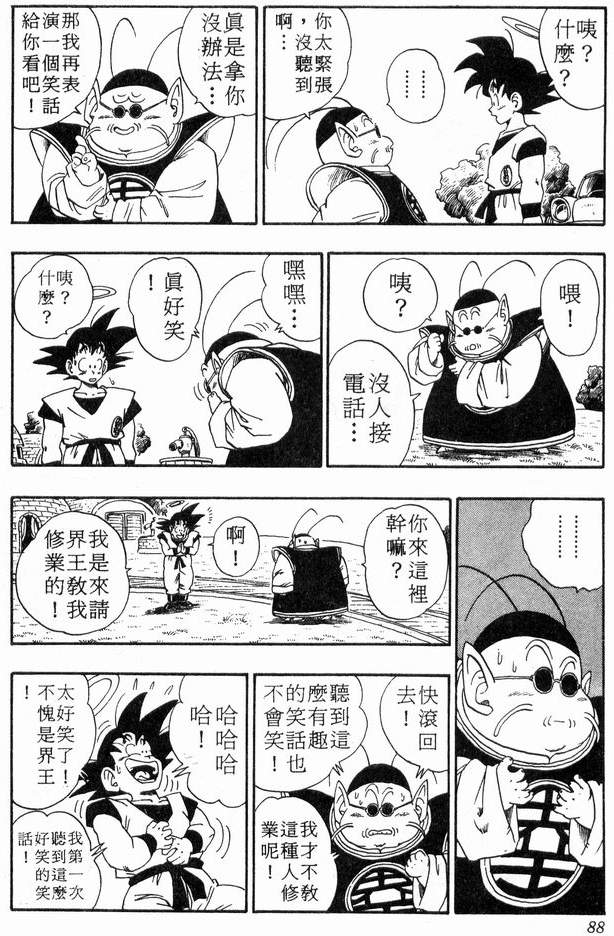 咦？
什麼？
……
你太緊張
啊，
沒聽到
…
眞是拿你
沒辦法…
那我再表
演一個笑話
給你看吧！
喂！
咦？
沒人接
電話…
嘿嘿…
眞好笑
！
咦？
什麼？
……
你來這裡
幹嘛？
啊！
我是來請
界王教我
修業的！
快滾回
去！
聽到這
麼有趣
的笑話也
不會笑！
我才不教
這種人修
業呢！
哈哈哈
哈！
太好笑了！
不愧是界王
！
我第一次
聽到這麼
好笑的笑
話！
88